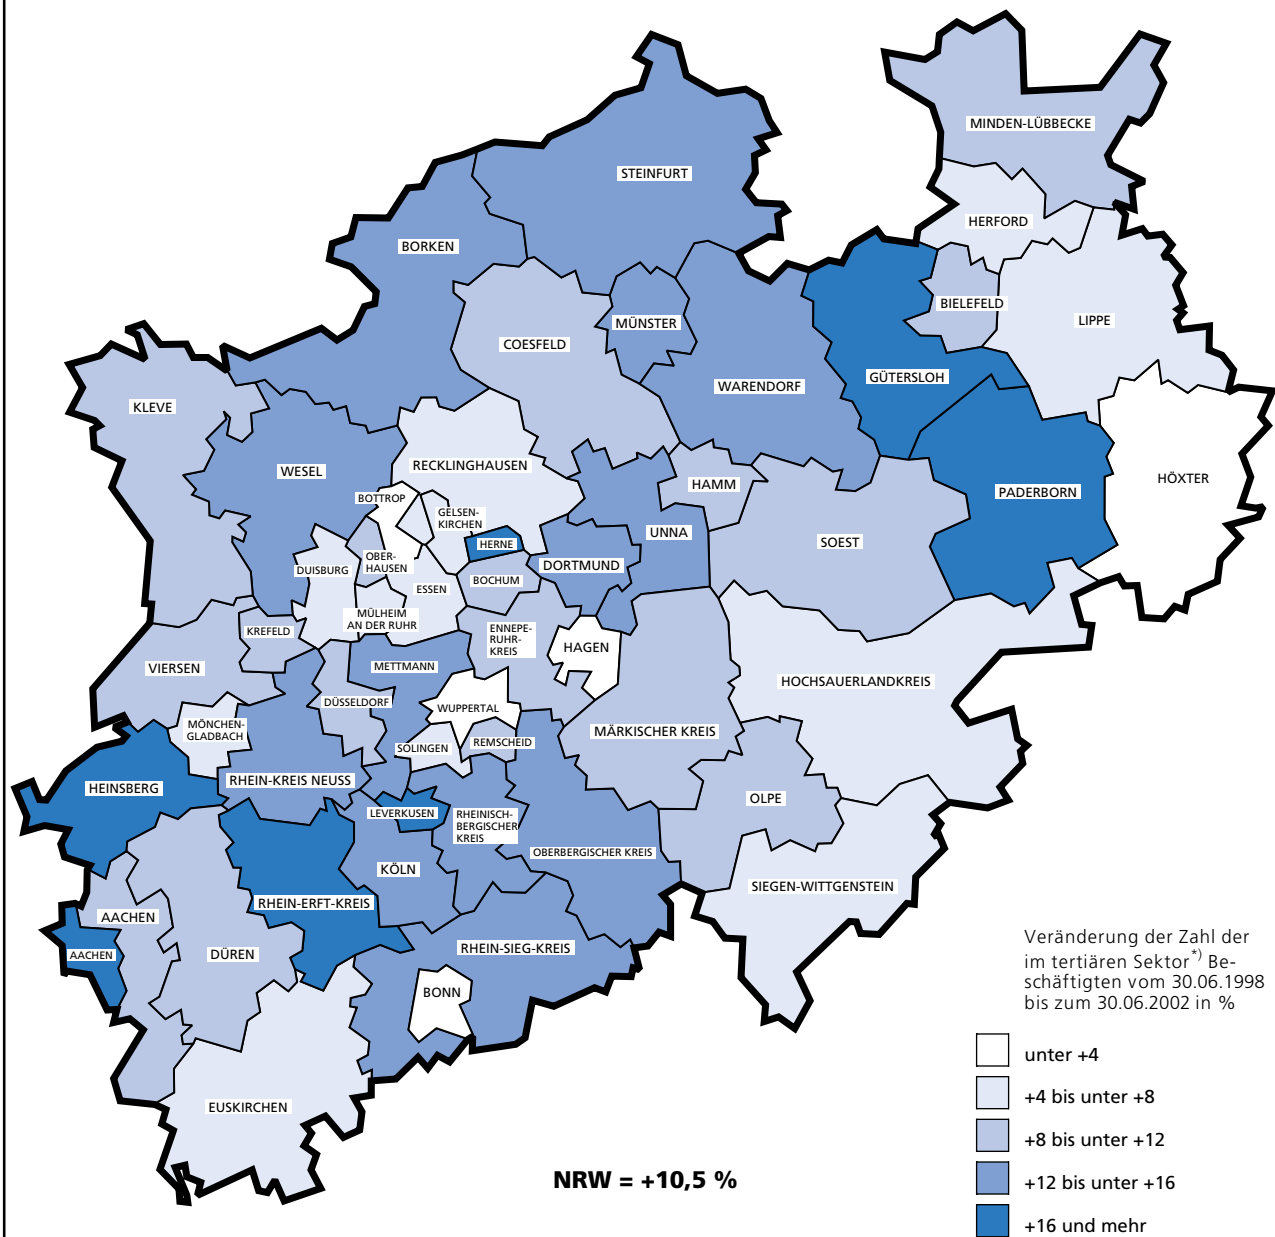 MINDEN-LÜBBECKE
STEINFURT
HERFORD
BORKEN
BIELEFELD
LIPPE
MÜNSTER
COESFELD
GÜTERSLOH
WARENDORF
KLEVE
RECKLINGHAUSEN
WESEL
HÖXTER
HAMM
PADERBORN
BOTTROP
GELSEN-
KIRCHEN
UNNA
HERNE
SOEST
OBER-
HAUSEN
DORTMUND
DUISBURG
BOCHUM
ESSEN
MÜLHEIM
AN DER RUHR
KREFELD
ENNEPE-
RUHR-
KREIS
HAGEN
VIERSEN
METTMANN
HOCHSAUERLANDKREIS
DÜSSELDORF
WUPPERTAL
MÖNCHEN-
GLADBACH
MÄRKISCHER KREIS
REMSCHEID
SOLINGEN
RHEIN-KREIS NEUSS
HEINSBERG
OLPE
LEVERKUSEN
RHEINISCH-
BERGISCHER
KREIS
OBERBERGISCHER KREIS
KÖLN
SIEGEN-WITTGENSTEIN
RHEIN-ERFT-KREIS
AACHEN
RHEIN-SIEG-KREIS
AACHEN
DÜREN
BONN
EUSKIRCHEN
Veränderung der Zahl der
im tertiären Sektor*) Be-
schäftigten vom 30.06.1998
bis zum 30.06.2002 in %
unter +4
+4 bis unter +8
+8 bis unter +12
+12 bis unter +16
+16 und mehr
NRW = +10,5 %